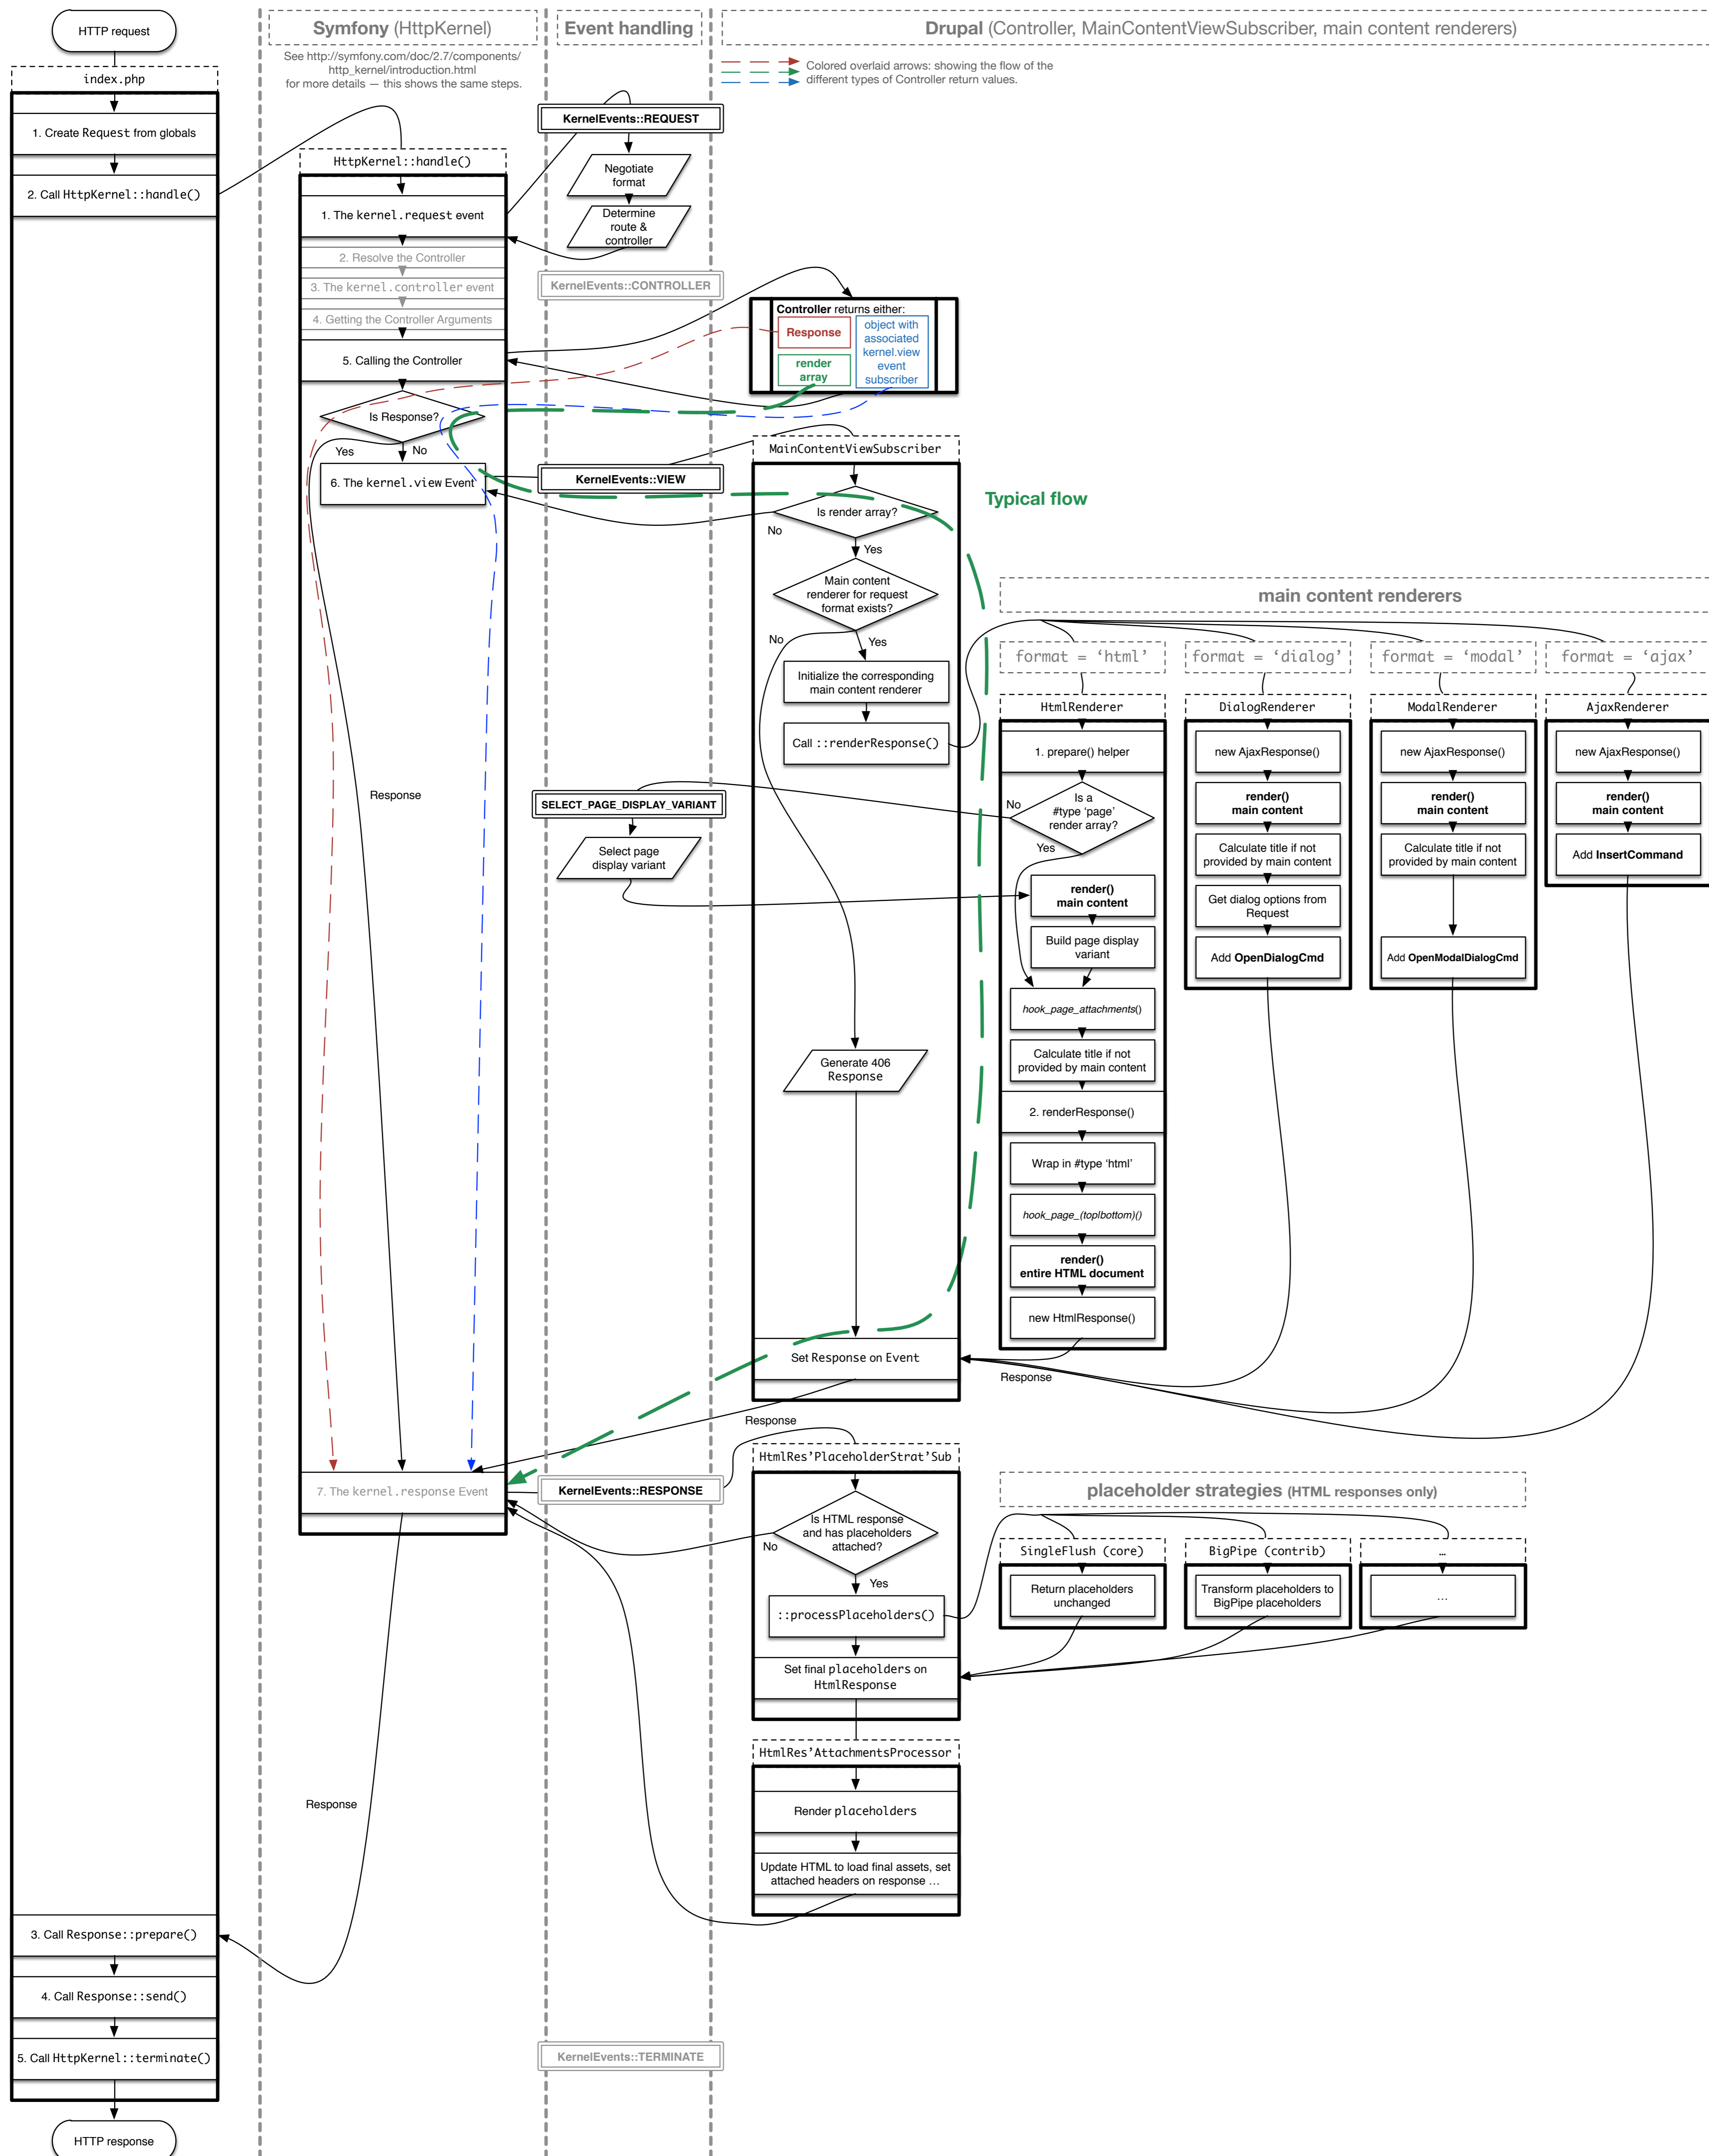 HTTP request
index.php
1. Create Request from globals
2. Call HttpKernel::handle()
3. Call Response::prepare()
4. Call Response::send()
5. Call HttpKernel::terminate()
HTTP response
Symfony (HttpKernel)
See http://symfony.com/doc/2.7/components/
http_kernel/introduction.html
for more details — this shows the same steps.
HttpKernel::handle()
1. The kernel.request event
2. Resolve the Controller
3. The kernel.controller event
4. Getting the Controller Arguments
5. Calling the Controller
Is Response?
Yes
No
6. The kernel.view Event
Response
7. The kernel.response Event
Response
Event handling
KernelEvents::REQUEST
Negotiate
format
Determine
route &
controller
KernelEvents::CONTROLLER
KernelEvents::VIEW
SELECT_PAGE_DISPLAY_VARIANT
Select page
display variant
KernelEvents::RESPONSE
KernelEvents::TERMINATE
Drupal (Controller, MainContentViewSubscriber, main content renderers)
Colored overlaid arrows: showing the flow of the
different types of Controller return values.
Controller returns either:
Response
render
array
object with
associated
kernel.view
event
subscriber
MainContentViewSubscriber
Is render array?
No
Yes
Main content
renderer for request
format exists?
No
Yes
Initialize the corresponding
main content renderer
Call ::renderResponse()
Generate 406
Response
Set Response on Event
Response
Typical flow
main content renderers
format = ‘html’
format = ‘dialog’
format = ‘modal’
format = ‘ajax’
HtmlRenderer
1. prepare() helper
Is a
#type ‘page’
render array?
No
Yes
render()
main content
Build page display
variant
hook_page_attachments()
Calculate title if not
provided by main content
2. renderResponse()
Wrap in #type ‘html’
hook_page_(top|bottom)()
render()
entire HTML document
new HtmlResponse()
Response
DialogRenderer
new AjaxResponse()
render()
main content
Calculate title if not
provided by main content
Get dialog options from
Request
Add OpenDialogCmd
ModalRenderer
new AjaxResponse()
render()
main content
Calculate title if not
provided by main content
Add OpenModalDialogCmd
AjaxRenderer
new AjaxResponse()
render()
main content
Add InsertCommand
HtmlRes’PlaceholderStrat’Sub
Is HTML response
and has placeholders
attached?
No
Yes
::processPlaceholders()
Set final placeholders on
HtmlResponse
placeholder strategies (HTML responses only)
SingleFlush (core)
Return placeholders
unchanged
BigPipe (contrib)
Transform placeholders to
BigPipe placeholders
…
…
HtmlRes’AttachmentsProcessor
Render placeholders
Update HTML to load final assets, set
attached headers on response …